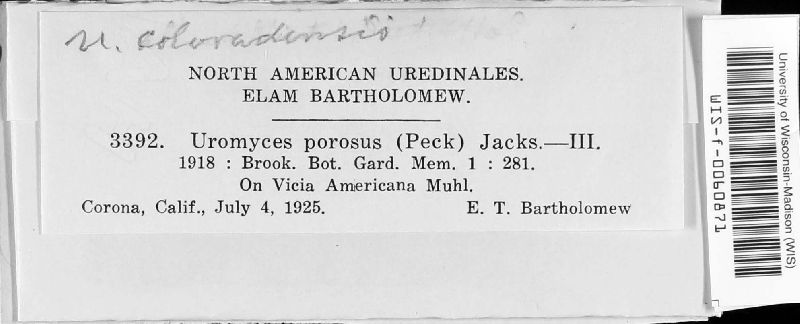 U. coloradensis
NORTH AMERICAN UREDINALES.
ELAM BARTHOLOMEW.
3392. Uromyces porosus (Peck) Jacks.—III.
1918 : Brook. Bot. Gard. Mem. 1 : 281.
On Vicia Americana Muhl.
Corona, Calif., July 4, 1925. E. T. Bartholomew
University of Wisconsin-Madison (WIS)
WIS-f-0060871